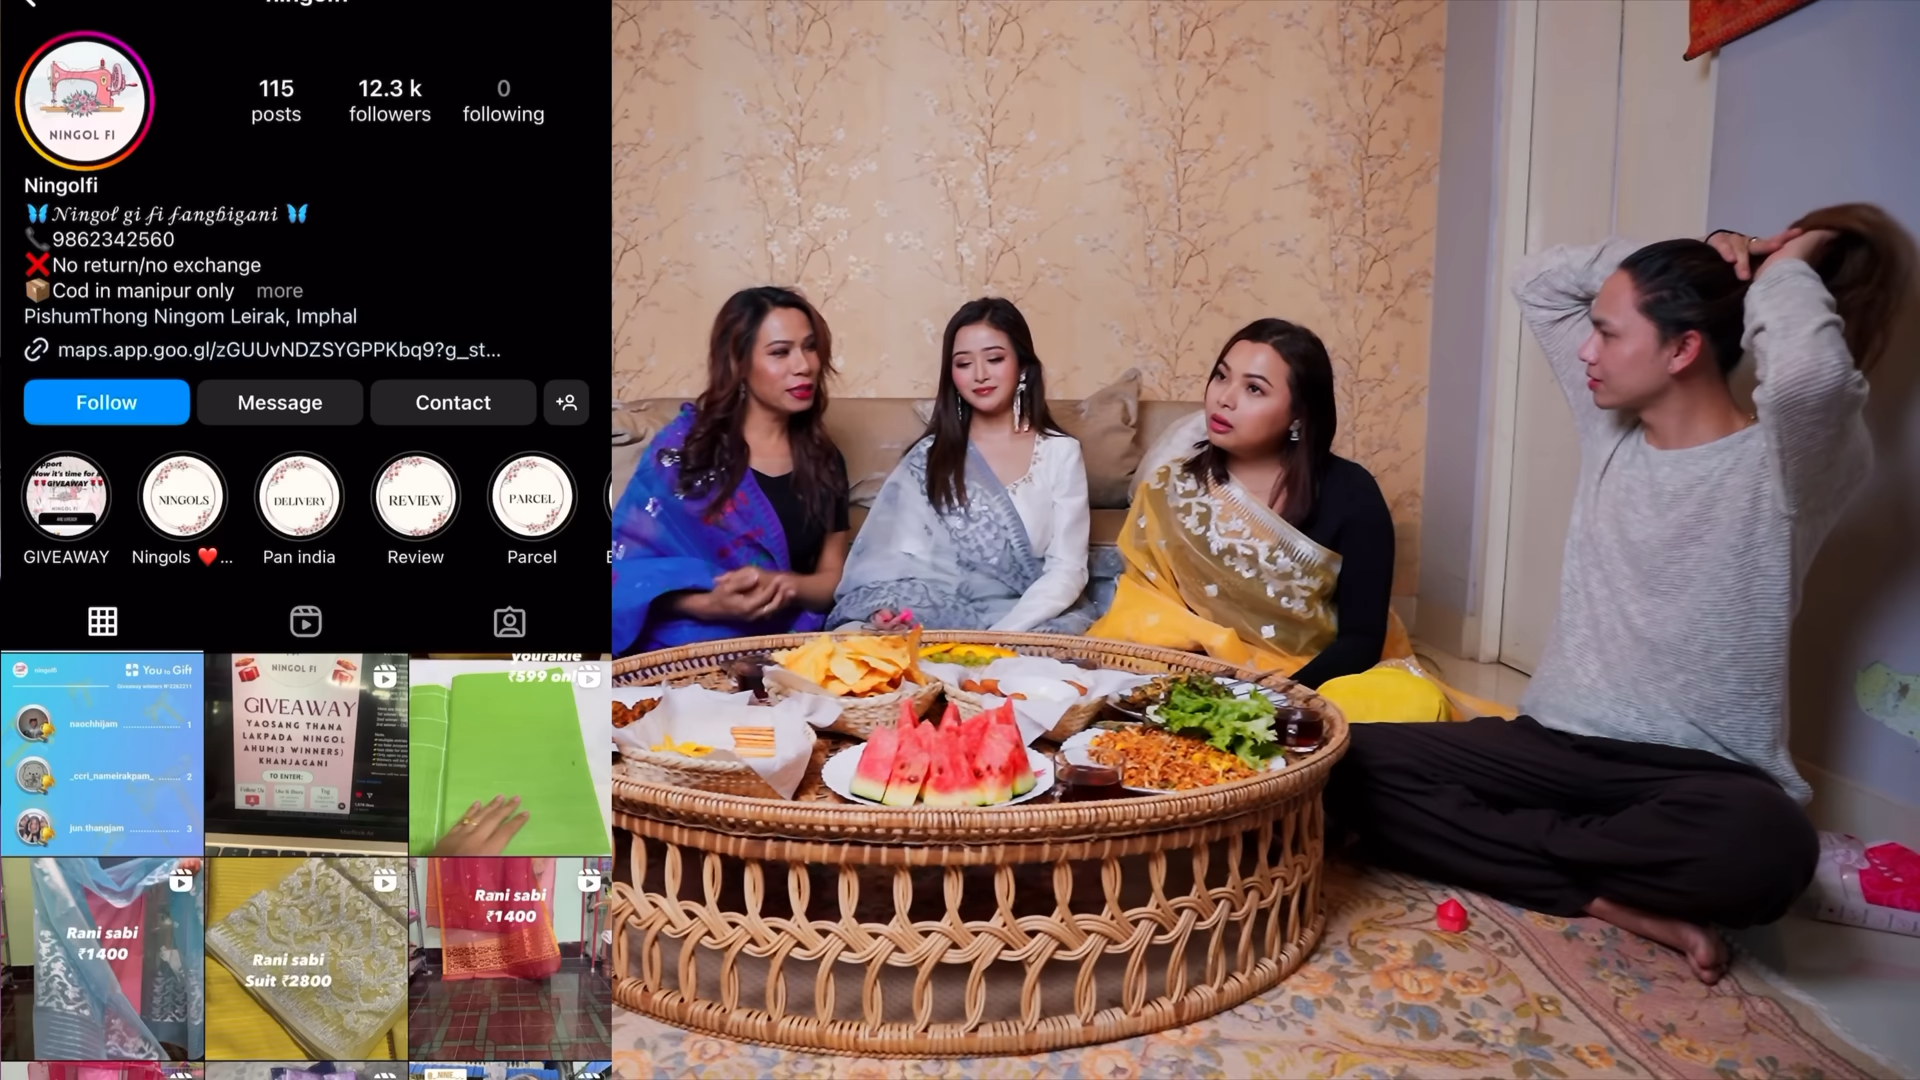 115
posts
12.3 k
followers
0
following
NINGOL FI
Ningolfi
🦋Ningol gi fi fangbigani 🦋
📞9862342560
❌No return/no exchange
📦Cod in manipur only more
PishumThong Ningom Leirak, Imphal
maps.app.goo.gl/zGUUvNDZSYGPPKbq9?g_st...
Follow
Message
Contact
GIVEAWAY
NINGOLS
DELIVERY
REVIEW
PARCEL
GIVEAWAY
Ningols ❤️...
Pan india
Review
Parcel
ningolfi
You to Gift
naochhijam 1
_ccri_nameirakpam_ 2
jun.thangjam 3
NINGOL FI
GIVEAWAY
YAOSANG THANA
LAKPADA NINGOL
AHUM(3 WINNERS)
KHANJAGANI
TO ENTER:
yourakie
₹599 on
Rani sabi
₹1400
Rani sabi
Suit ₹2800
Rani sabi
₹1400